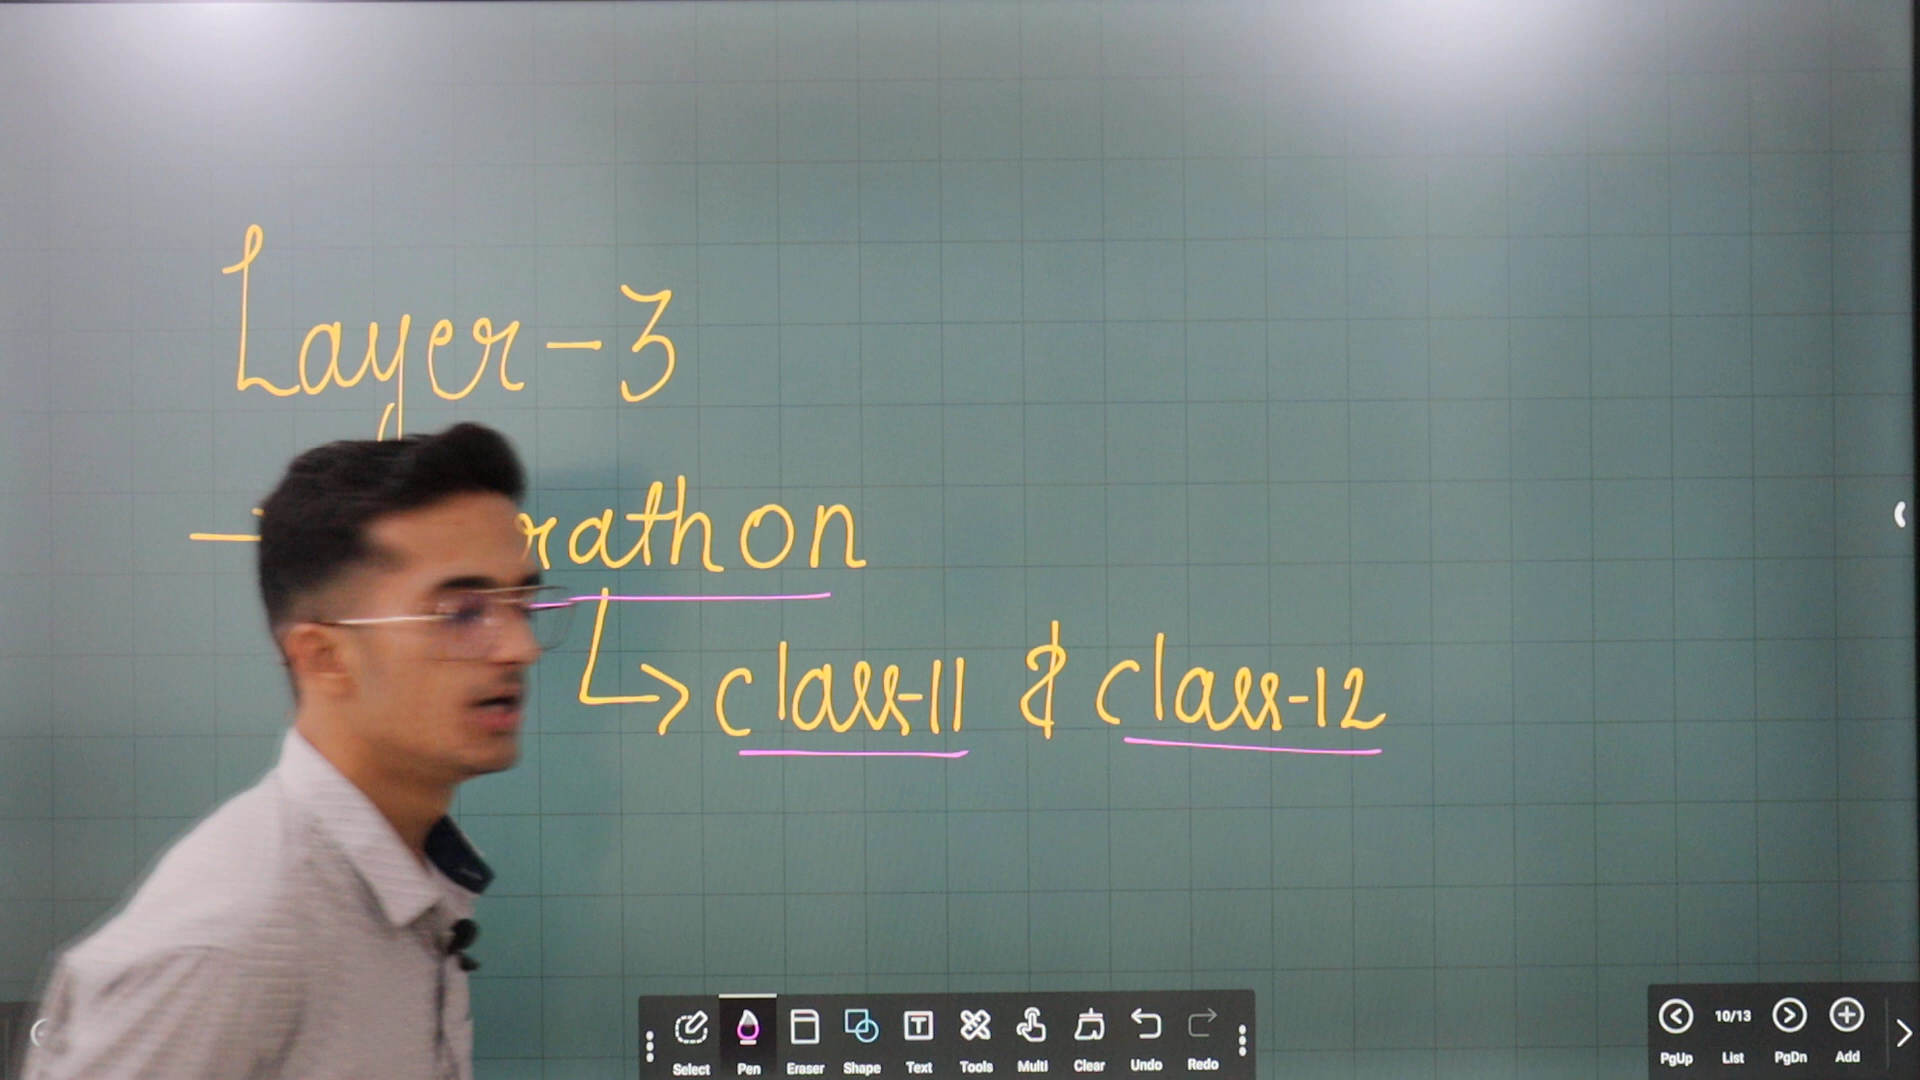 Layer-3
rathon
class-11 & class-12
Select Pen Eraser Shape Text Tools Multi Clear Undo Redo
10/13
PgUp List PgDn Add